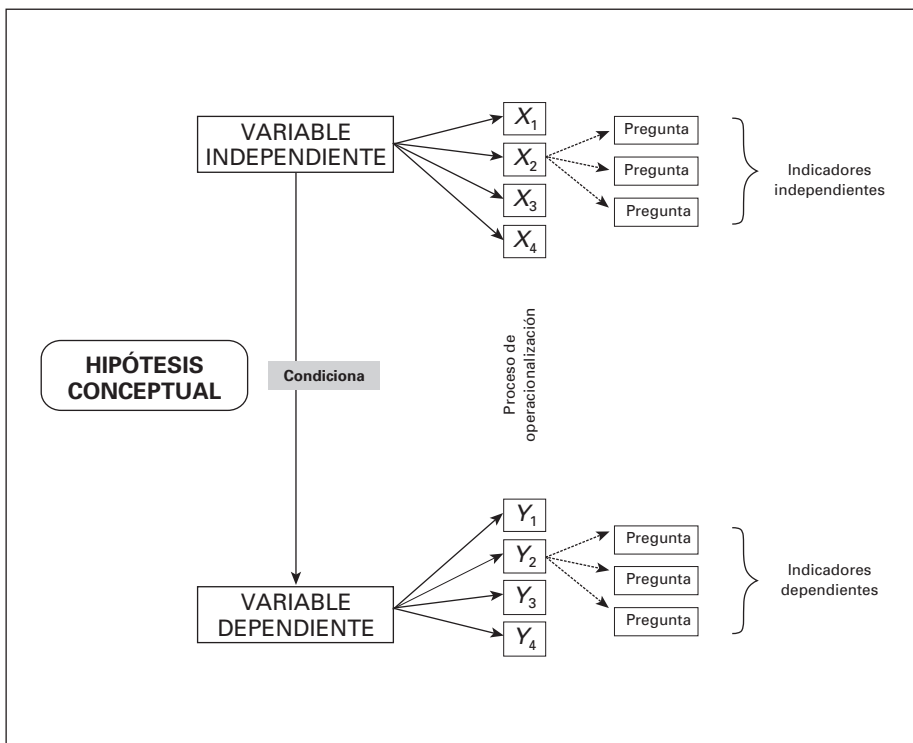 VARIABLE
INDEPENDIENTE
X1
X2
X3
X4
Pregunta
Pregunta
Pregunta
Indicadores
independientes
HIPÓTESIS
CONCEPTUAL
Condiciona
Proceso de
operacionalización
VARIABLE
DEPENDIENTE
Y1
Y2
Y3
Y4
Pregunta
Pregunta
Pregunta
Indicadores
dependientes